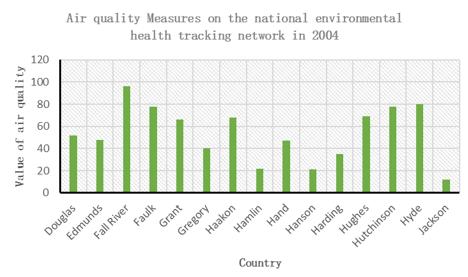 Air quality Measures on the national environmental
health tracking network in 2004
Value of air quality
120
100
80
60
40
20
0
Douglas
Edmunds
Fall River
Faulk
Grant
Gregory
Haakon
Hamlin
Hand
Hanson
Harding
Hughes
Hutchinson
Hyde
Jackson
Country